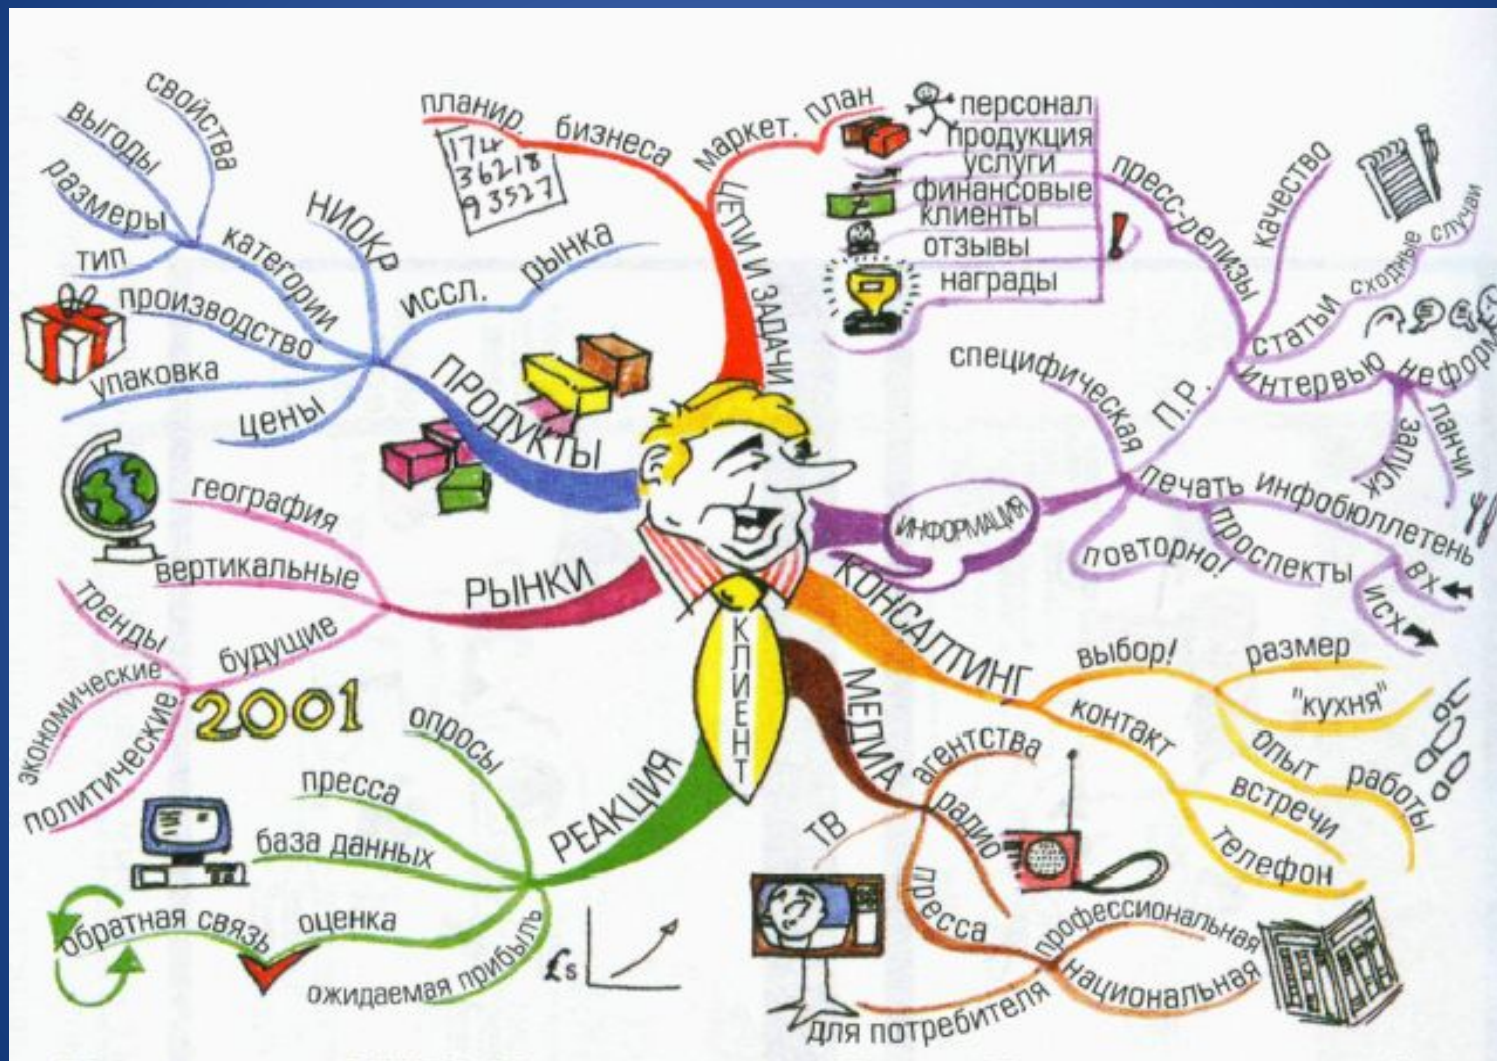 КЛИЕНТ
ЦЕЛИ И ЗАДАЧИ
планир. бизнеса
174
36218
93527
маркет. план
ИНФОРМАЦИЯ
П.Р.
пресс-релизы
персонал
продукция
услуги
финансовые
клиенты
отзывы
награды
!
качество
статьи
сходные случаи
интервью
неформ
ланчи
запуск
специфическая
печать
инфобюллетень
вх
исх
проспекты
повторно!
КОНСАЛТИНГ
выбор!
размер
"кухня"
опыт работы
контакт
встречи
телефон
МЕДИА
агентства
радио
ТВ
пресса
профессиональная
национальная
для потребителя
РЕАКЦИЯ
опросы
пресса
база данных
оценка
обратная связь
ожидаемая прибыль
£s
РЫНКИ
география
вертикальные
будущие
2001
тренды
экономические
политические
ПРОДУКТЫ
иссл. рынка
НИОКР
категории
свойства
выгоды
размеры
тип
производство
упаковка
цены